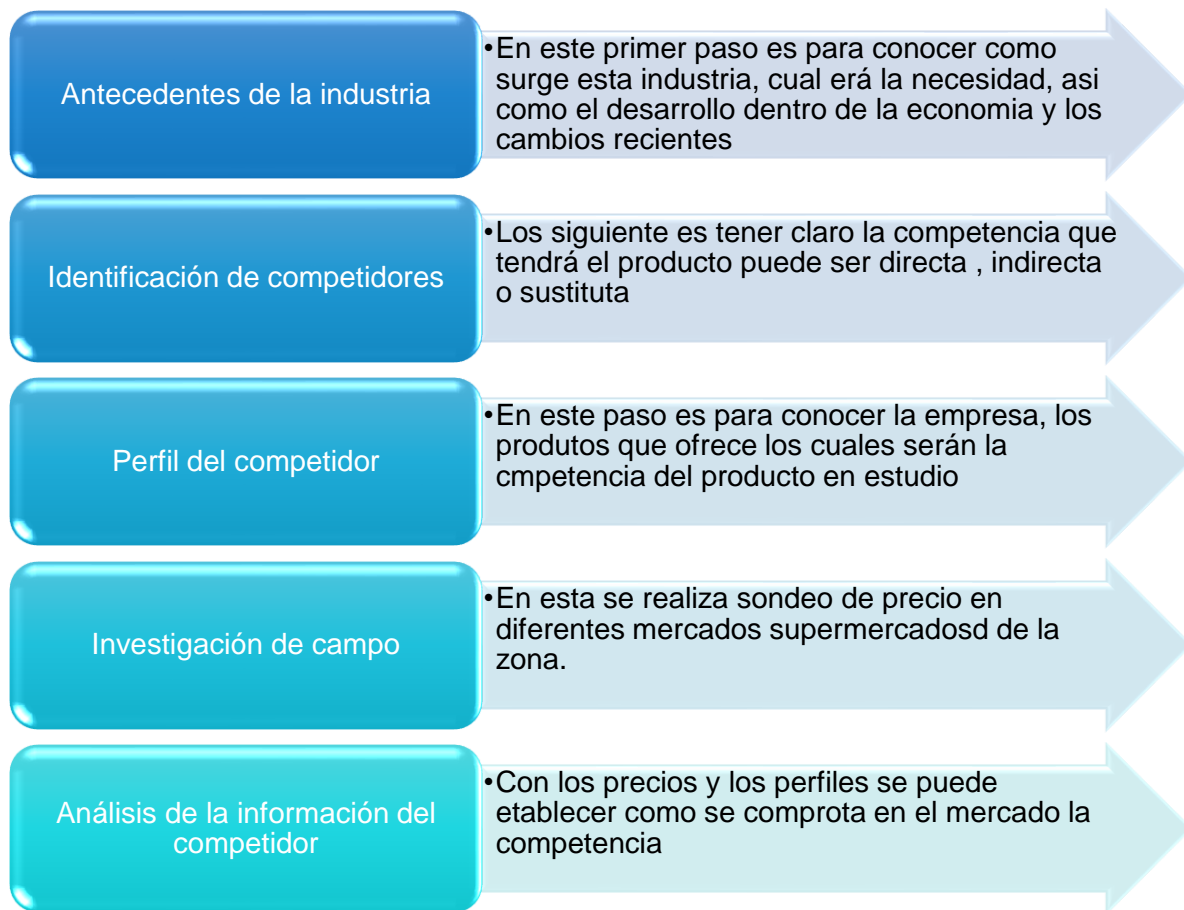 Antecedentes de la industria
•En este primer paso es para conocer como
surge esta industria, cual erá la necesidad, asi
como el desarrollo dentro de la economia y los
cambios recientes
Identificación de competidores
•Los siguiente es tener claro la competencia que
tendrá el producto puede ser directa , indirecta
o sustituta
Perfil del competidor
•En este paso es para conocer la empresa, los
produtos que ofrece los cuales serán la
cmpetencia del producto en estudio
Investigación de campo
•En esta se realiza sondeo de precio en
diferentes mercados supermercadosd de la
zona.
Análisis de la información del
competidor
•Con los precios y los perfiles se puede
etablecer como se comprota en el mercado la
competencia